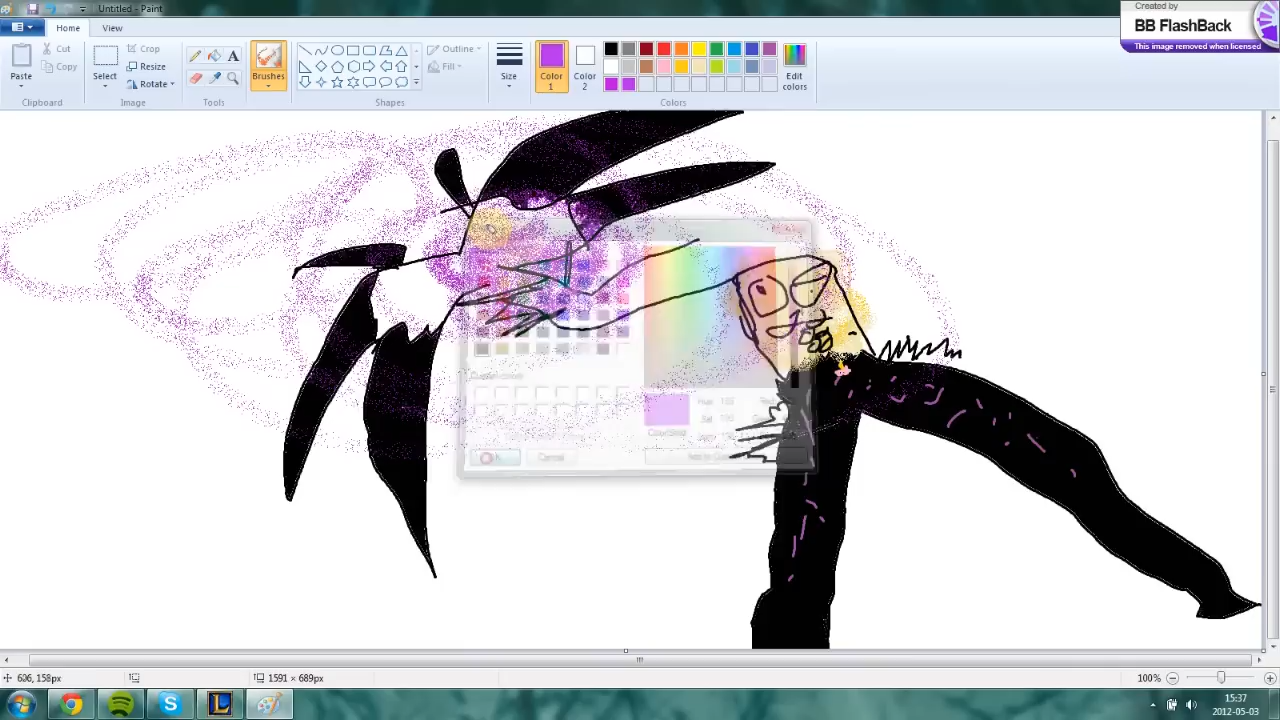 Untitled - Paint
Created by
BB FlashBack
This image removed when licensed
Home
View
Paste
Cut
Copy
Clipboard
Select
Crop
Resize
Rotate
Image
A
Tools
Brushes
Shapes
Outline
Fill
Size
Color 1
Color 2
Edit colors
Colors
Cancel
606, 158px
1591 × 689px
100%
15:37
2012-05-03